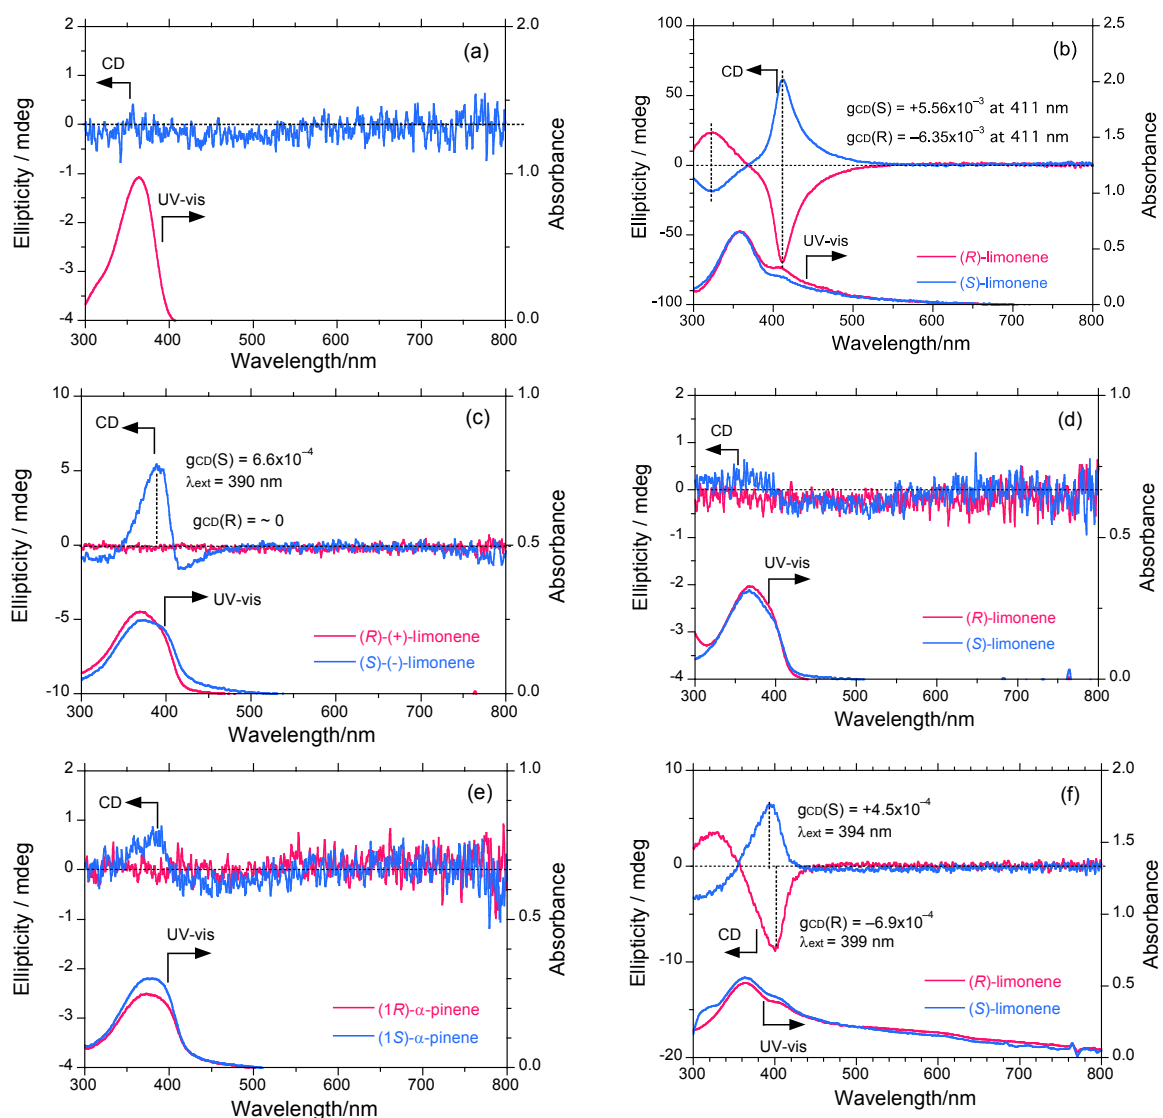 (a)
CD
UV-vis
2
1
0
-1
-2
-3
-4
2.0
1.0
0.0
300 400 500 600 700 800
Ellipticity / mdeg
Absorbance
Wavelength/nm
(b)
CD
gCD(S) = +5.56x10⁻³ at 411 nm
gCD(R) = −6.35x10⁻³ at 411 nm
UV-vis
(R)-limonene
(S)-limonene
100
50
0
-50
-100
2.5
2.0
1.5
1.0
0.5
0.0
300 400 500 600 700 800
Ellipticity / mdeg
Absorbance
Wavelength/nm
(c)
CD
gCD(S) = 6.6x10⁻⁴
λext = 390 nm
gCD(R) = ~ 0
UV-vis
(R)-(+)-limonene
(S)-(-)-limonene
10
5
0
-5
-10
1.0
0.5
0.0
300 400 500 600 700 800
Ellipticity / mdeg
Absorbance
Wavelength/nm
(d)
CD
UV-vis
(R)-limonene
(S)-limonene
2
1
0
-1
-2
-3
-4
1.0
0.5
0.0
300 400 500 600 700 800
Ellipticity / mdeg
Absorbance
Wavelength/nm
(e)
CD
UV-vis
(1R)-α-pinene
(1S)-α-pinene
2
1
0
-1
-2
-3
-4
1.0
0.5
0.0
300 400 500 600 700 800
Ellipticity / mdeg
Absorbance
Wavelength/nm
(f)
gCD(S) = +4.5x10⁻⁴
λext = 394 nm
gCD(R) = −6.9x10⁻⁴
λext = 399 nm
CD
(R)-limonene
(S)-limonene
UV-vis
10
0
-10
-20
2.0
1.5
1.0
0.5
0.0
300 400 500 600 700 800
Ellipticity / mdeg
Absorbance
Wavelength/nm